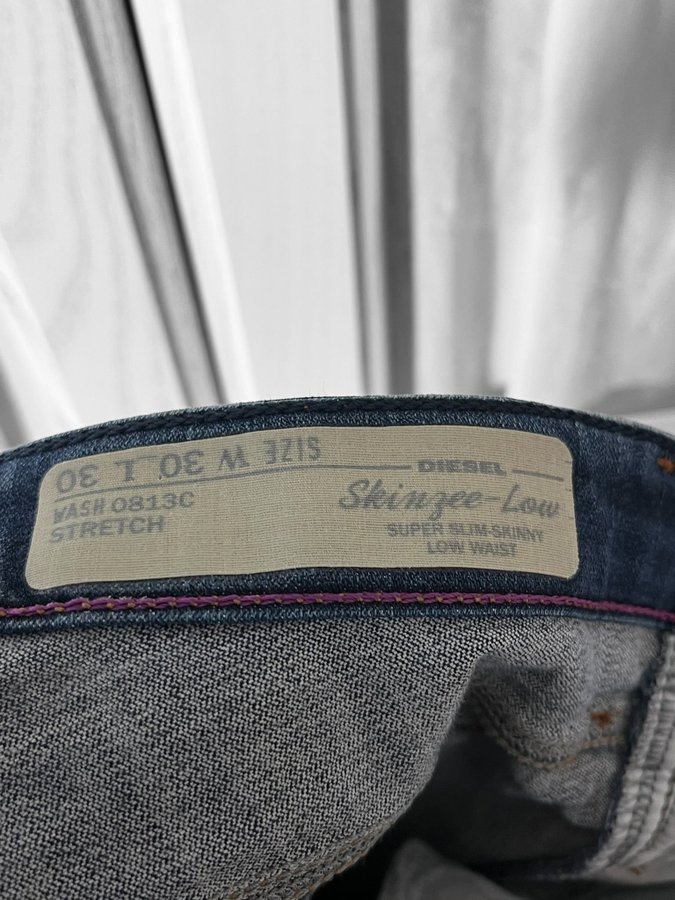 SIZE W 30 L 30
WASH 0813C
STRETCH
DIESEL
Skinzee-Low
SUPER SLIM-SKINNY
LOW WAIST